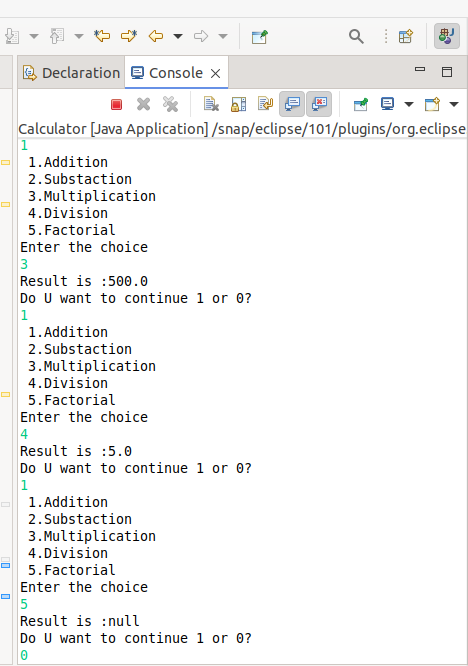 Declaration Console
Calculator [Java Application] /snap/eclipse/101/plugins/org.eclipse
1
1.Addition
2.Substaction
3.Multiplication
4.Division
5.Factorial
Enter the choice
3
Result is :500.0
Do U want to continue 1 or 0?
1
1.Addition
2.Substaction
3.Multiplication
4.Division
5.Factorial
Enter the choice
4
Result is :5.0
Do U want to continue 1 or 0?
1
1.Addition
2.Substaction
3.Multiplication
4.Division
5.Factorial
Enter the choice
5
Result is :null
Do U want to continue 1 or 0?
0